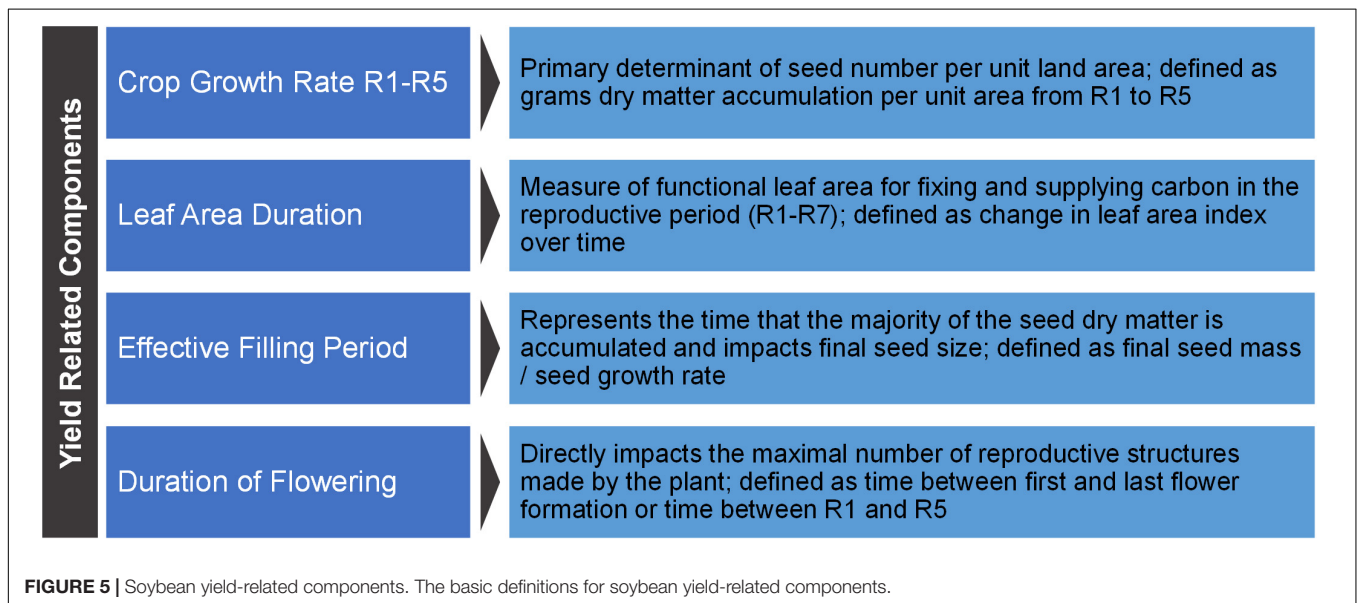 Yield Related Components
Crop Growth Rate R1-R5
Primary determinant of seed number per unit land area; defined as
grams dry matter accumulation per unit area from R1 to R5
Leaf Area Duration
Measure of functional leaf area for fixing and supplying carbon in the
reproductive period (R1-R7); defined as change in leaf area index
over time
Effective Filling Period
Represents the time that the majority of the seed dry matter is
accumulated and impacts final seed size; defined as final seed mass
/ seed growth rate
Duration of Flowering
Directly impacts the maximal number of reproductive structures
made by the plant; defined as time between first and last flower
formation or time between R1 and R5
FIGURE 5 | Soybean yield-related components. The basic definitions for soybean yield-related components.